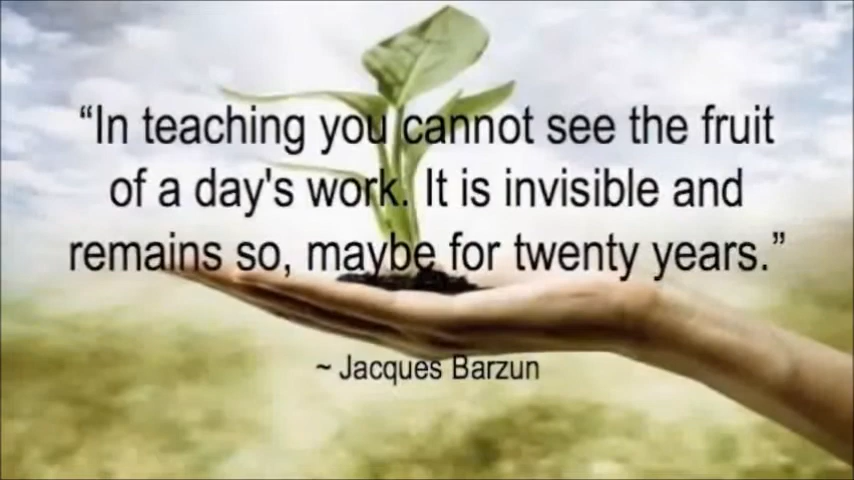 “In teaching you cannot see the fruit
of a day's work. It is invisible and
remains so, maybe for twenty years.”
~ Jacques Barzun